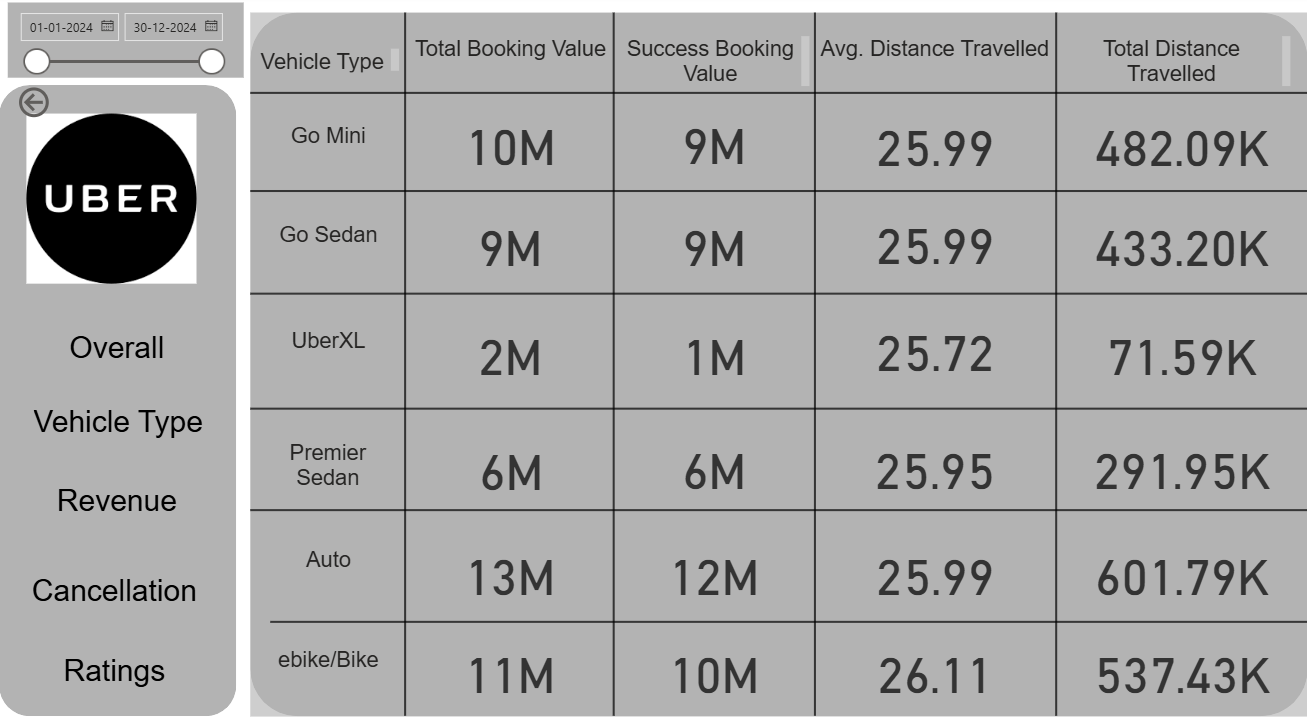 01-01-2024 30-12-2024
UBER
Overall
Vehicle Type
Revenue
Cancellation
Ratings
Vehicle Type Total Booking Value Success Booking Value Avg. Distance Travelled Total Distance Travelled
Go Mini 10M 9M 25.99 482.09K
Go Sedan 9M 9M 25.99 433.20K
UberXL 2M 1M 25.72 71.59K
Premier Sedan 6M 6M 25.95 291.95K
Auto 13M 12M 25.99 601.79K
ebike/Bike 11M 10M 26.11 537.43K